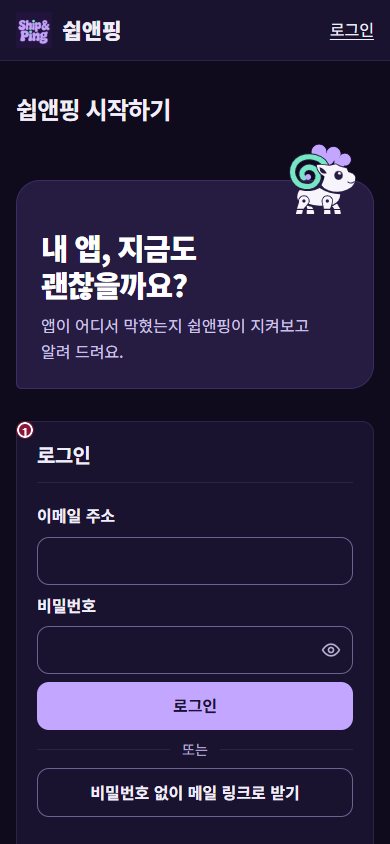 Ship&
Ping
쉽앤핑
로그인
쉽앤핑 시작하기
내 앱, 지금도
괜찮을까요?
앱이 어디서 막혔는지 쉽앤핑이 지켜보고
알려 드려요.
1
로그인
이메일 주소
비밀번호
로그인
또는
비밀번호 없이 메일 링크로 받기